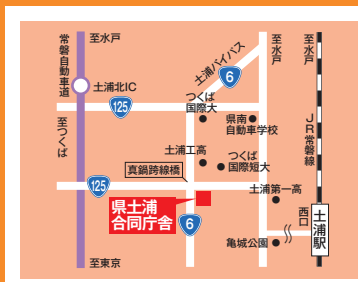 至水戸
常磐自動車道
土浦北IC
125
至つくば
土浦バイパス
6
つくば
国際大
県南
自動車学校
至水戸
至水戸
JR常磐線
土浦工高
つくば
国際短大
真鍋跨線橋
125
県土浦
合同庁舎
6
土浦第一高
西口
土浦駅
亀城公園
至東京